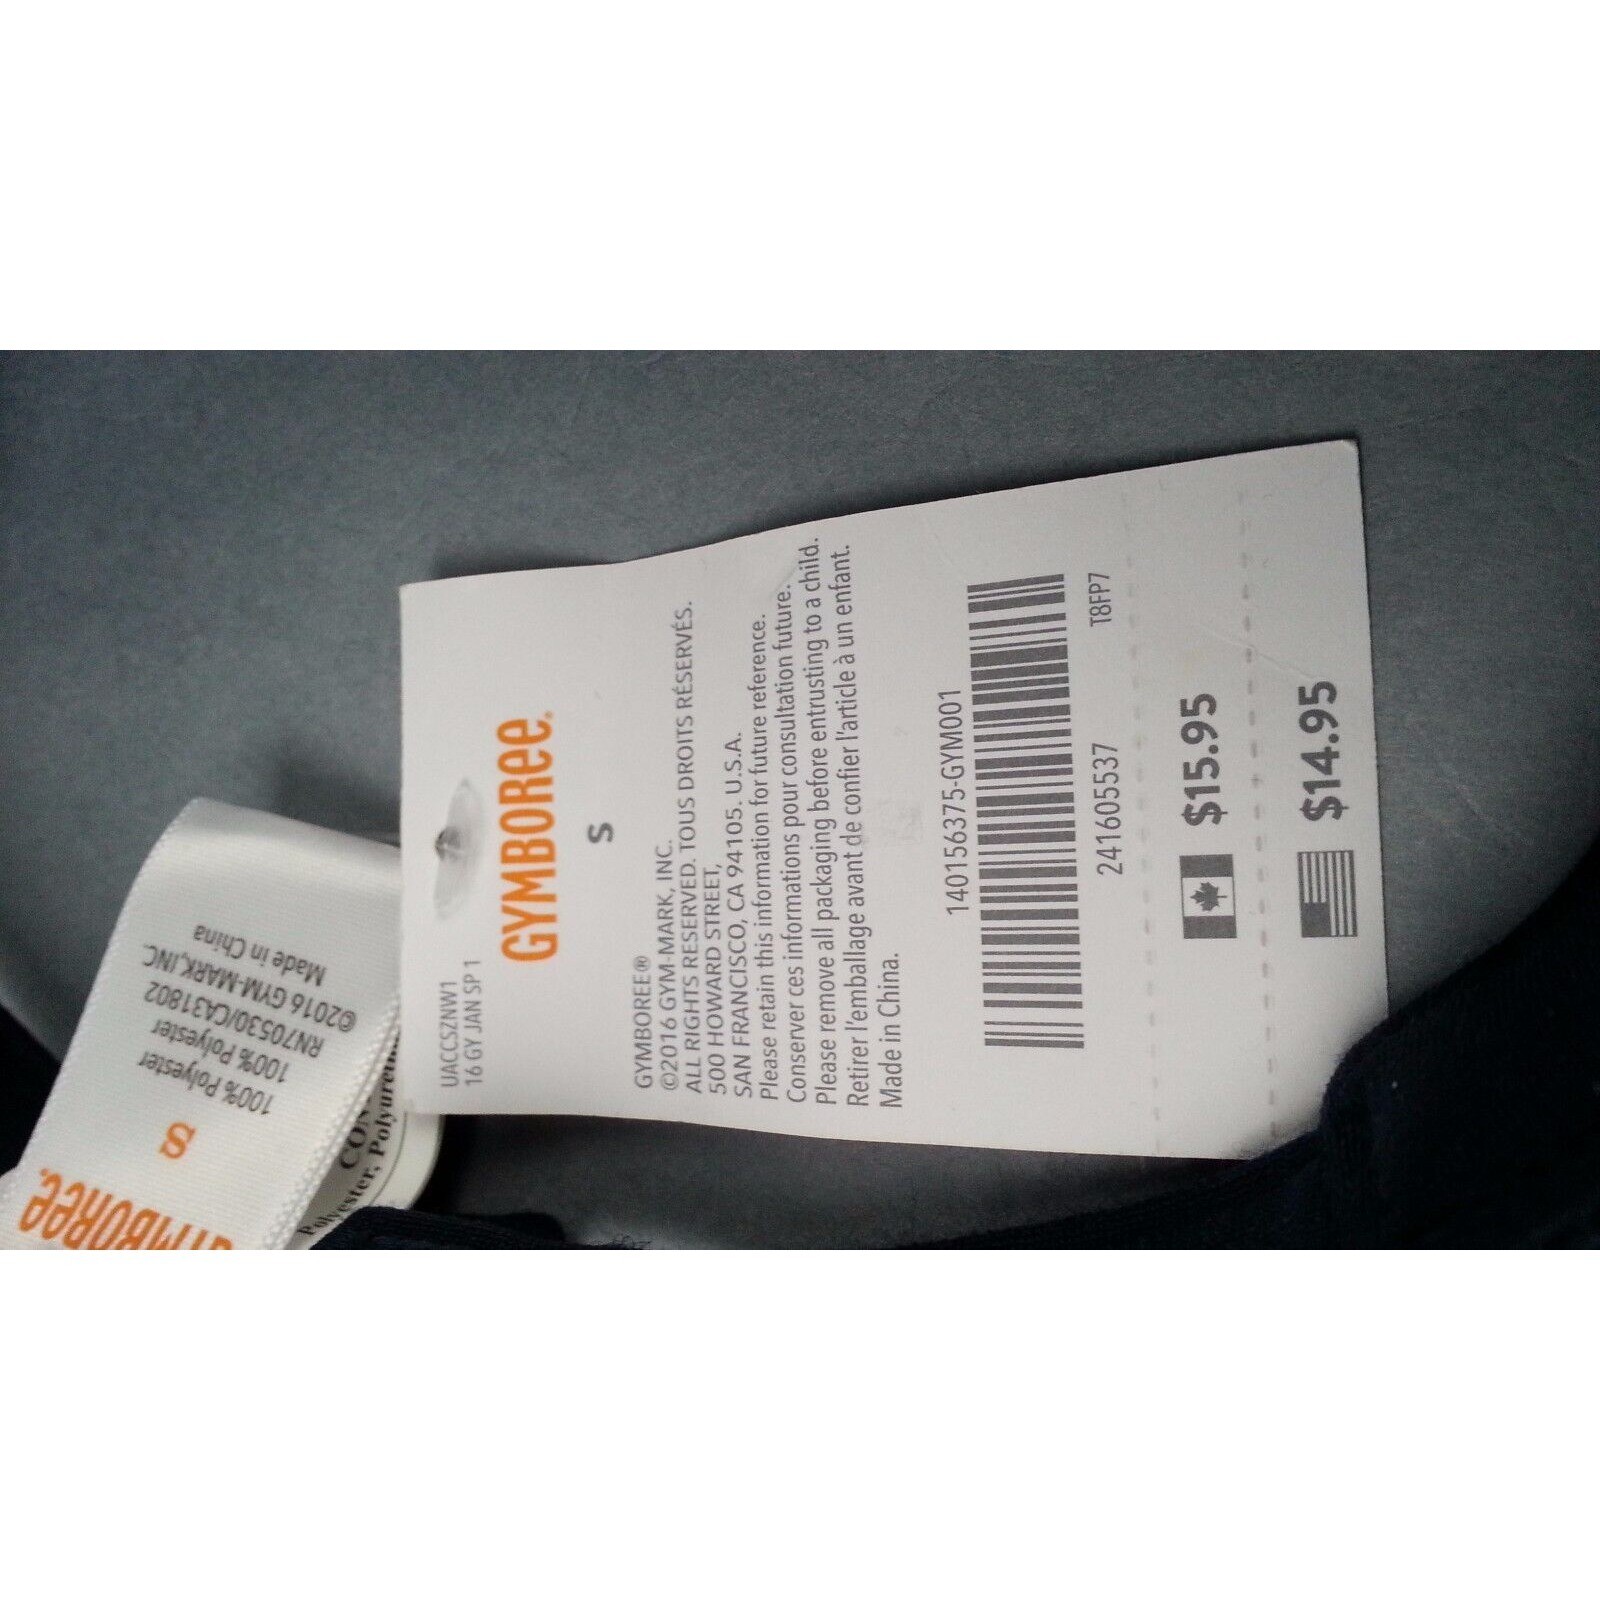 UACCSZNW1
16 GY JAN SP 1
GYMBOREE®
S
GYMBOREE®
©2016 GYM-MARK, INC.
ALL RIGHTS RESERVED. TOUS DROITS RÉSERVÉS.
500 HOWARD STREET,
SAN FRANCISCO, CA 94105. U.S.A.
Please retain this information for future reference.
Conserver ces informations pour consultation future.
Please remove all packaging before entrusting to a child.
Retirer l'emballage avant de confier l'article à un enfant.
Made in China.
140156375-GYM001
241605537 T8FP7
$15.95
$14.95
GYMBOREE
S
100% Polyester
100% Polyester
RN70530/CA31802
©2016 GYM-MARK,INC.
Made in China
Polyester,